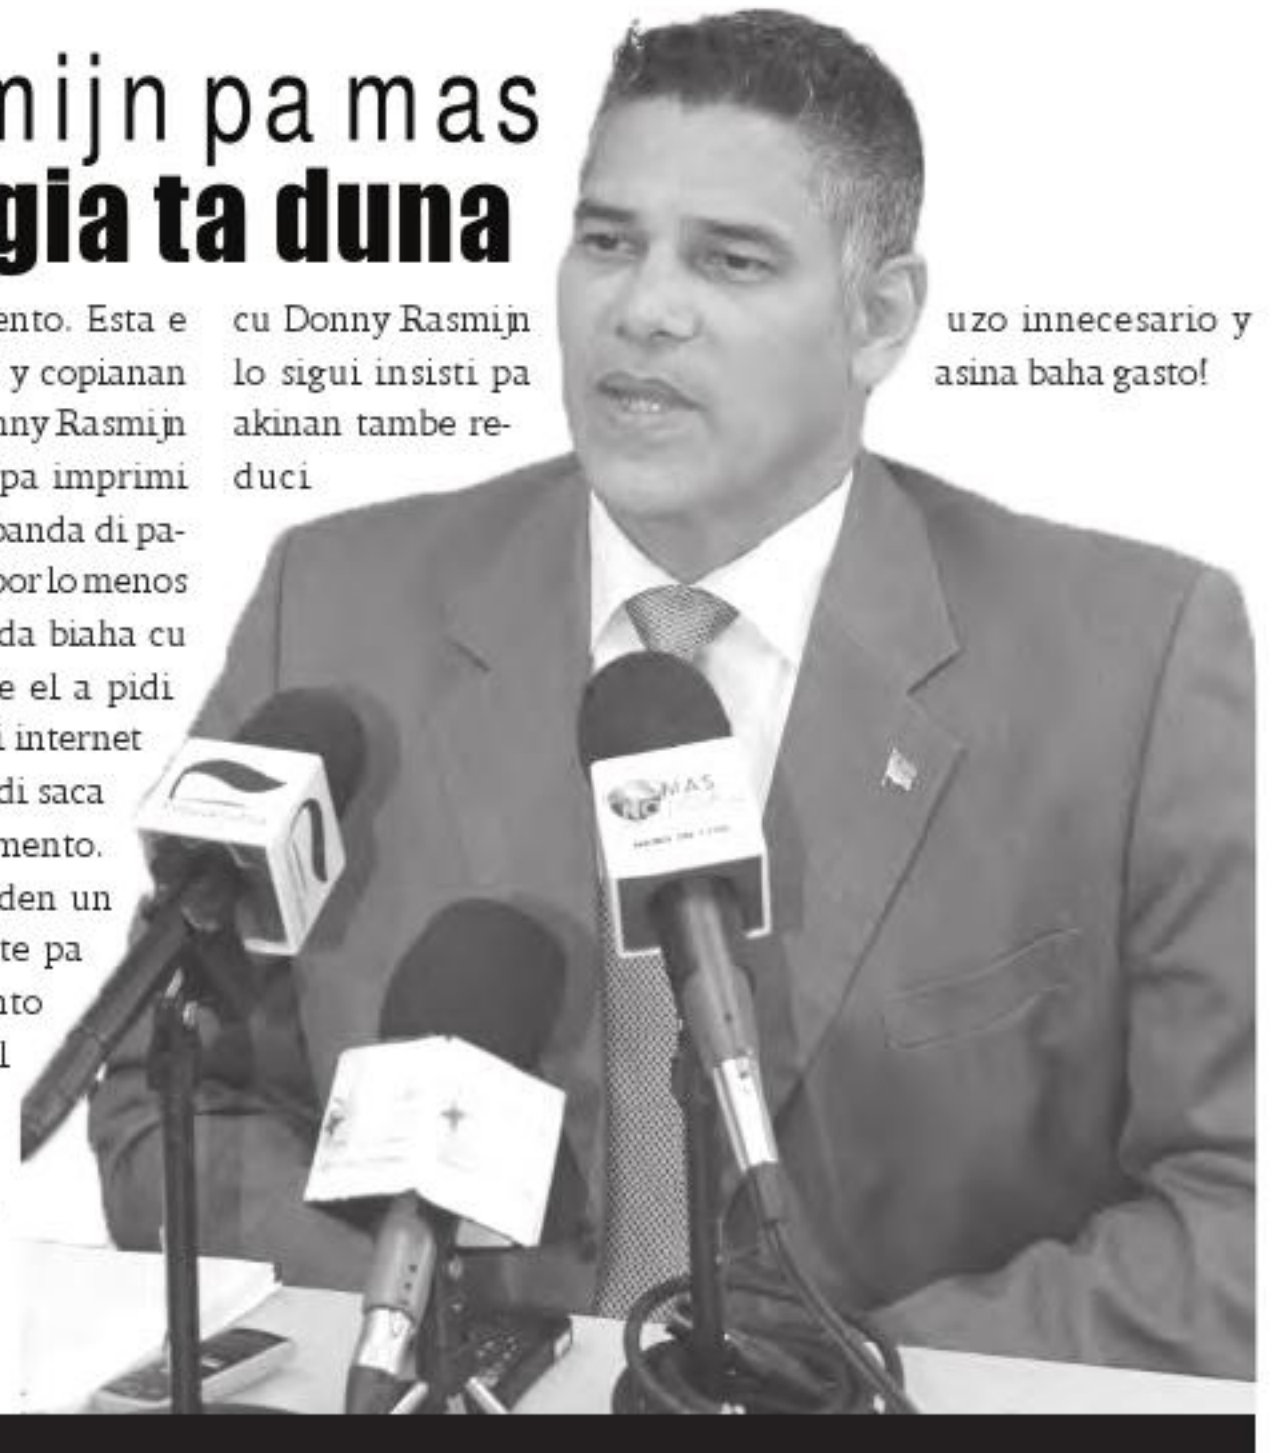 mijn pa mas
gia ta duna
ento. Esta e
y copianan
nny Rasmijn
pa imprimi
banda di pa-
por lo menos
da biaha cu
e el a pidi
i internet
di saca
mento.
den un
te pa
nto
l
cu Donny Rasmijn
lo sigui insisti pa
akinan tambe re-
duci
uzo innecesario y
asina baha gasto!
MAS